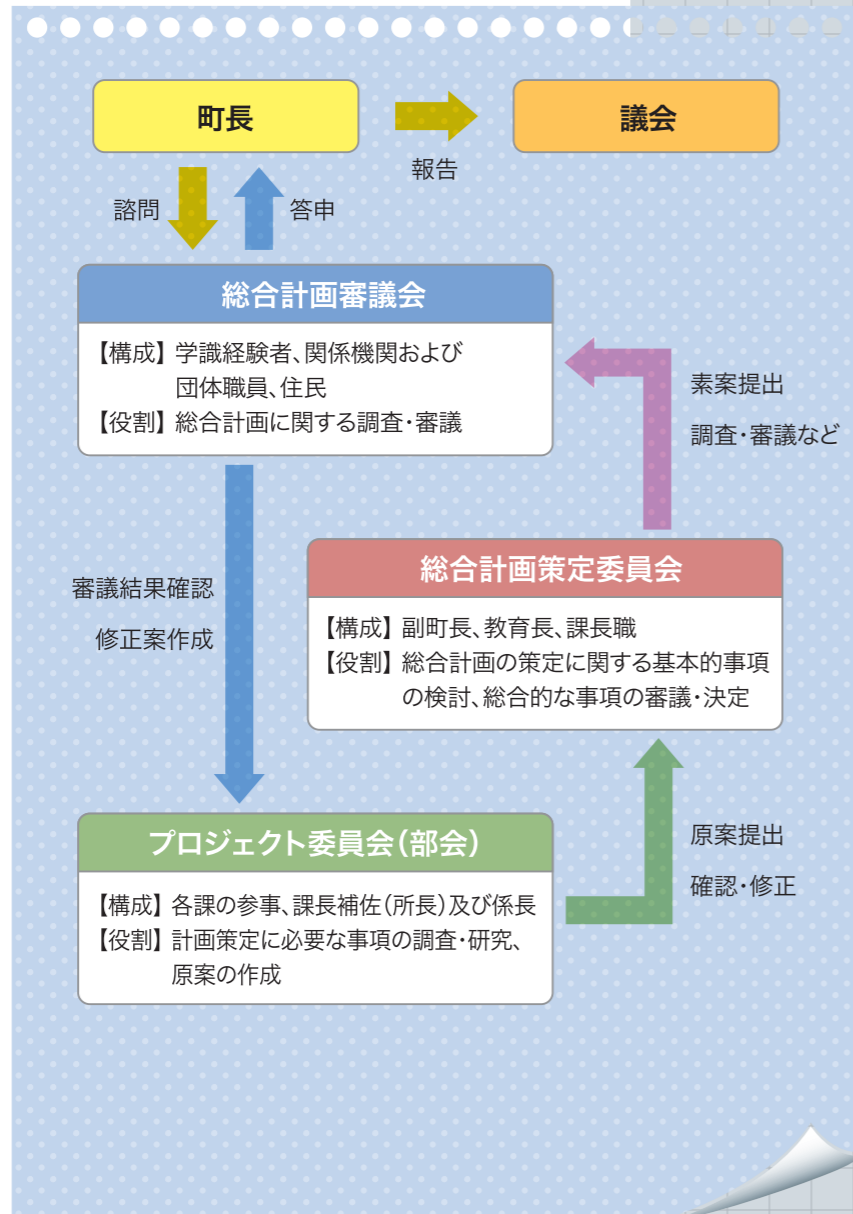 町長
議会
報告
諮問
答申
総合計画審議会
【構成】学識経験者、関係機関および
団体職員、住民
【役割】総合計画に関する調査・審議
素案提出
調査・審議など
審議結果確認
修正案作成
総合計画策定委員会
【構成】副町長、教育長、課長職
【役割】総合計画の策定に関する基本的事項
の検討、総合的な事項の審議・決定
プロジェクト委員会(部会)
【構成】各課の参事、課長補佐(所長)及び係長
【役割】計画策定に必要な事項の調査・研究、
原案の作成
原案提出
確認・修正